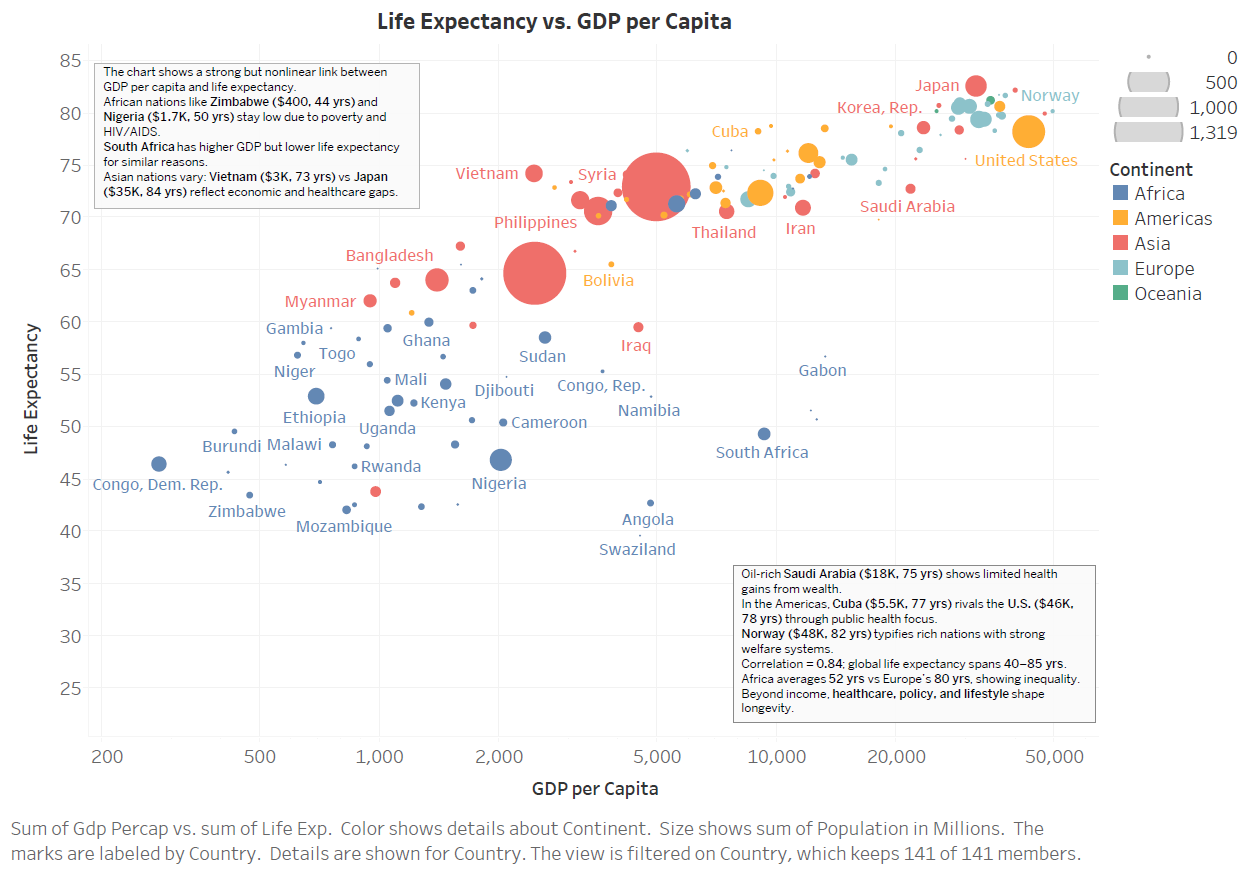 Life Expectancy vs. GDP per Capita
85
80
75
70
65
60
55
50
45
40
35
30
25
Life Expectancy
The chart shows a strong but nonlinear link between
GDP per capita and life expectancy.
African nations like Zimbabwe ($400, 44 yrs) and
Nigeria ($1.7K, 50 yrs) stay low due to poverty and
HIV/AIDS.
South Africa has higher GDP but lower life expectancy
for similar reasons.
Asian nations vary: Vietnam ($3K, 73 yrs) vs Japan
($35K, 84 yrs) reflect economic and healthcare gaps.
Japan
Norway
Korea, Rep.
Cuba
United States
Vietnam
Syria
Saudi Arabia
Philippines
Thailand
Iran
Bangladesh
Bolivia
Myanmar
Gambia
Ghana
Togo
Iraq
Sudan
Niger
Gabon
Mali
Djibouti
Congo, Rep.
Kenya
Namibia
Ethiopia
Uganda
Cameroon
Burundi
Malawi
South Africa
Rwanda
Congo, Dem. Rep.
Nigeria
Zimbabwe
Mozambique
Angola
Swaziland
Oil-rich Saudi Arabia ($18K, 75 yrs) shows limited health
gains from wealth.
In the Americas, Cuba ($5.5K, 77 yrs) rivals the U.S. ($46K,
78 yrs) through public health focus.
Norway ($48K, 82 yrs) typifies rich nations with strong
welfare systems.
Correlation = 0.84; global life expectancy spans 40–85 yrs.
Africa averages 52 yrs vs Europe's 80 yrs, showing inequality.
Beyond income, healthcare, policy, and lifestyle shape
longevity.
200
500
1,000
2,000
5,000
10,000
20,000
50,000
GDP per Capita
0
500
1,000
1,319
Continent
Africa
Americas
Asia
Europe
Oceania
Sum of Gdp Percap vs. sum of Life Exp. Color shows details about Continent. Size shows sum of Population in Millions. The
marks are labeled by Country. Details are shown for Country. The view is filtered on Country, which keeps 141 of 141 members.